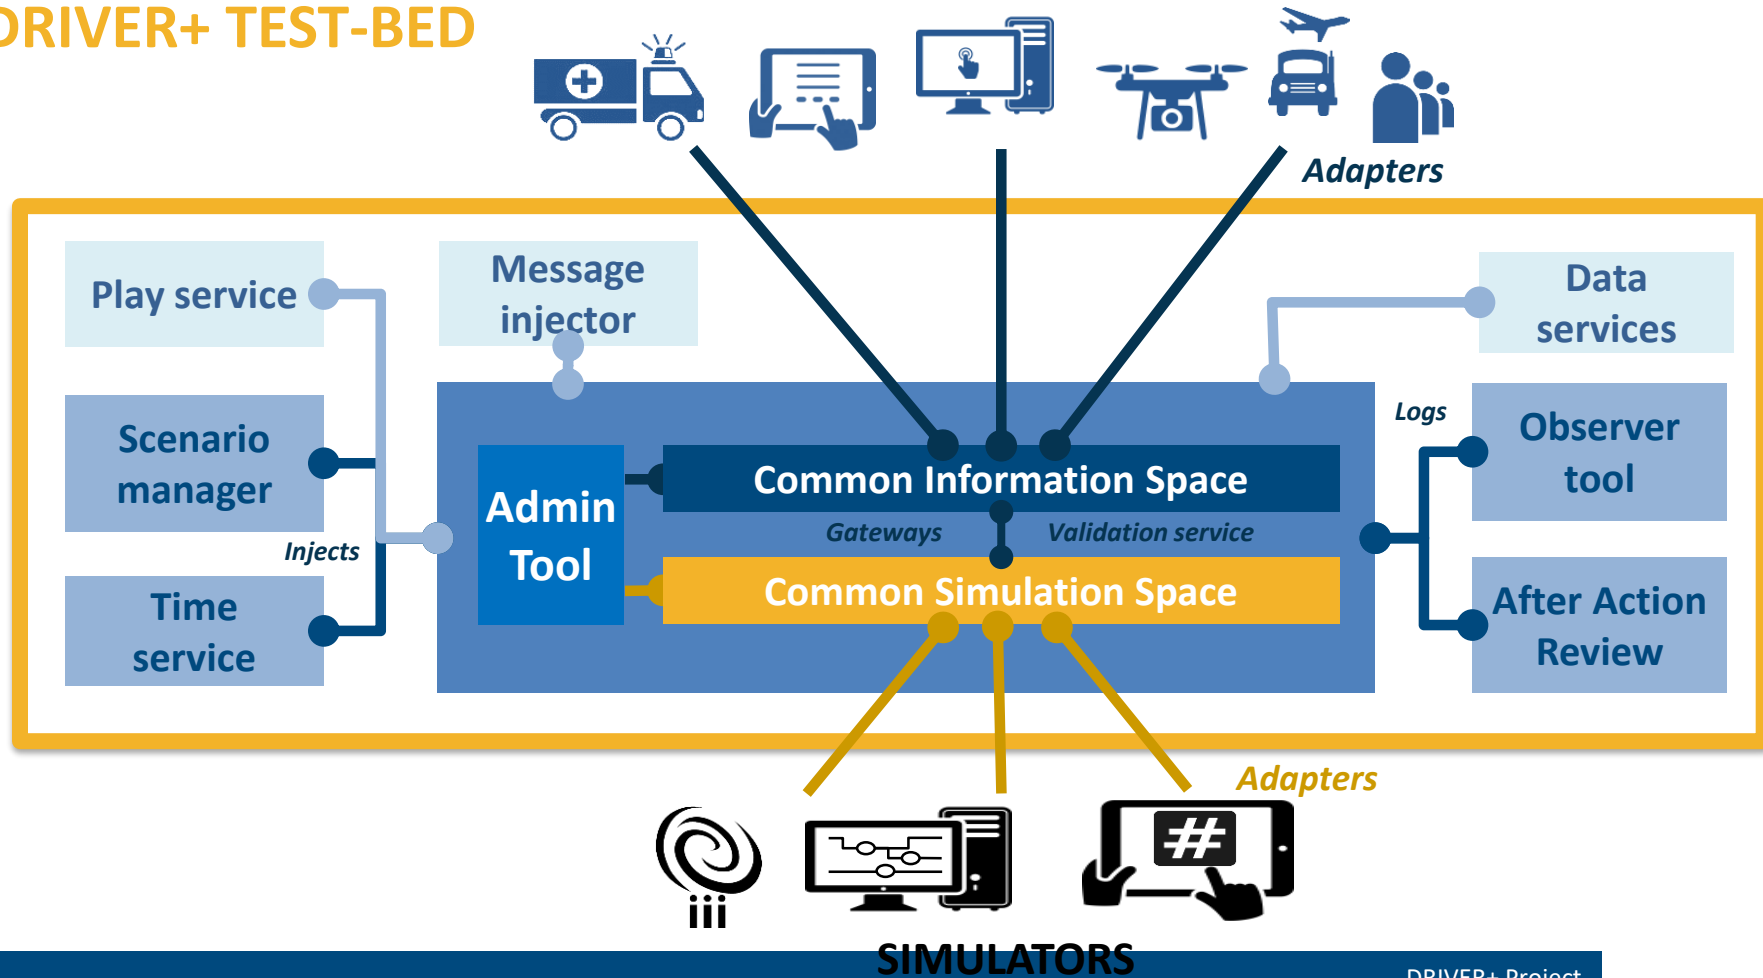 DRIVER+ TEST-BED
Adapters
Play service
Message
injector
Data
services
Scenario
manager
Injects
Time
service
Admin
Tool
Common Information Space
Gateways
Validation service
Common Simulation Space
Logs
Observer
tool
After Action
Review
Adapters
#
iii
SIMULATORS
DRIVER+ Project